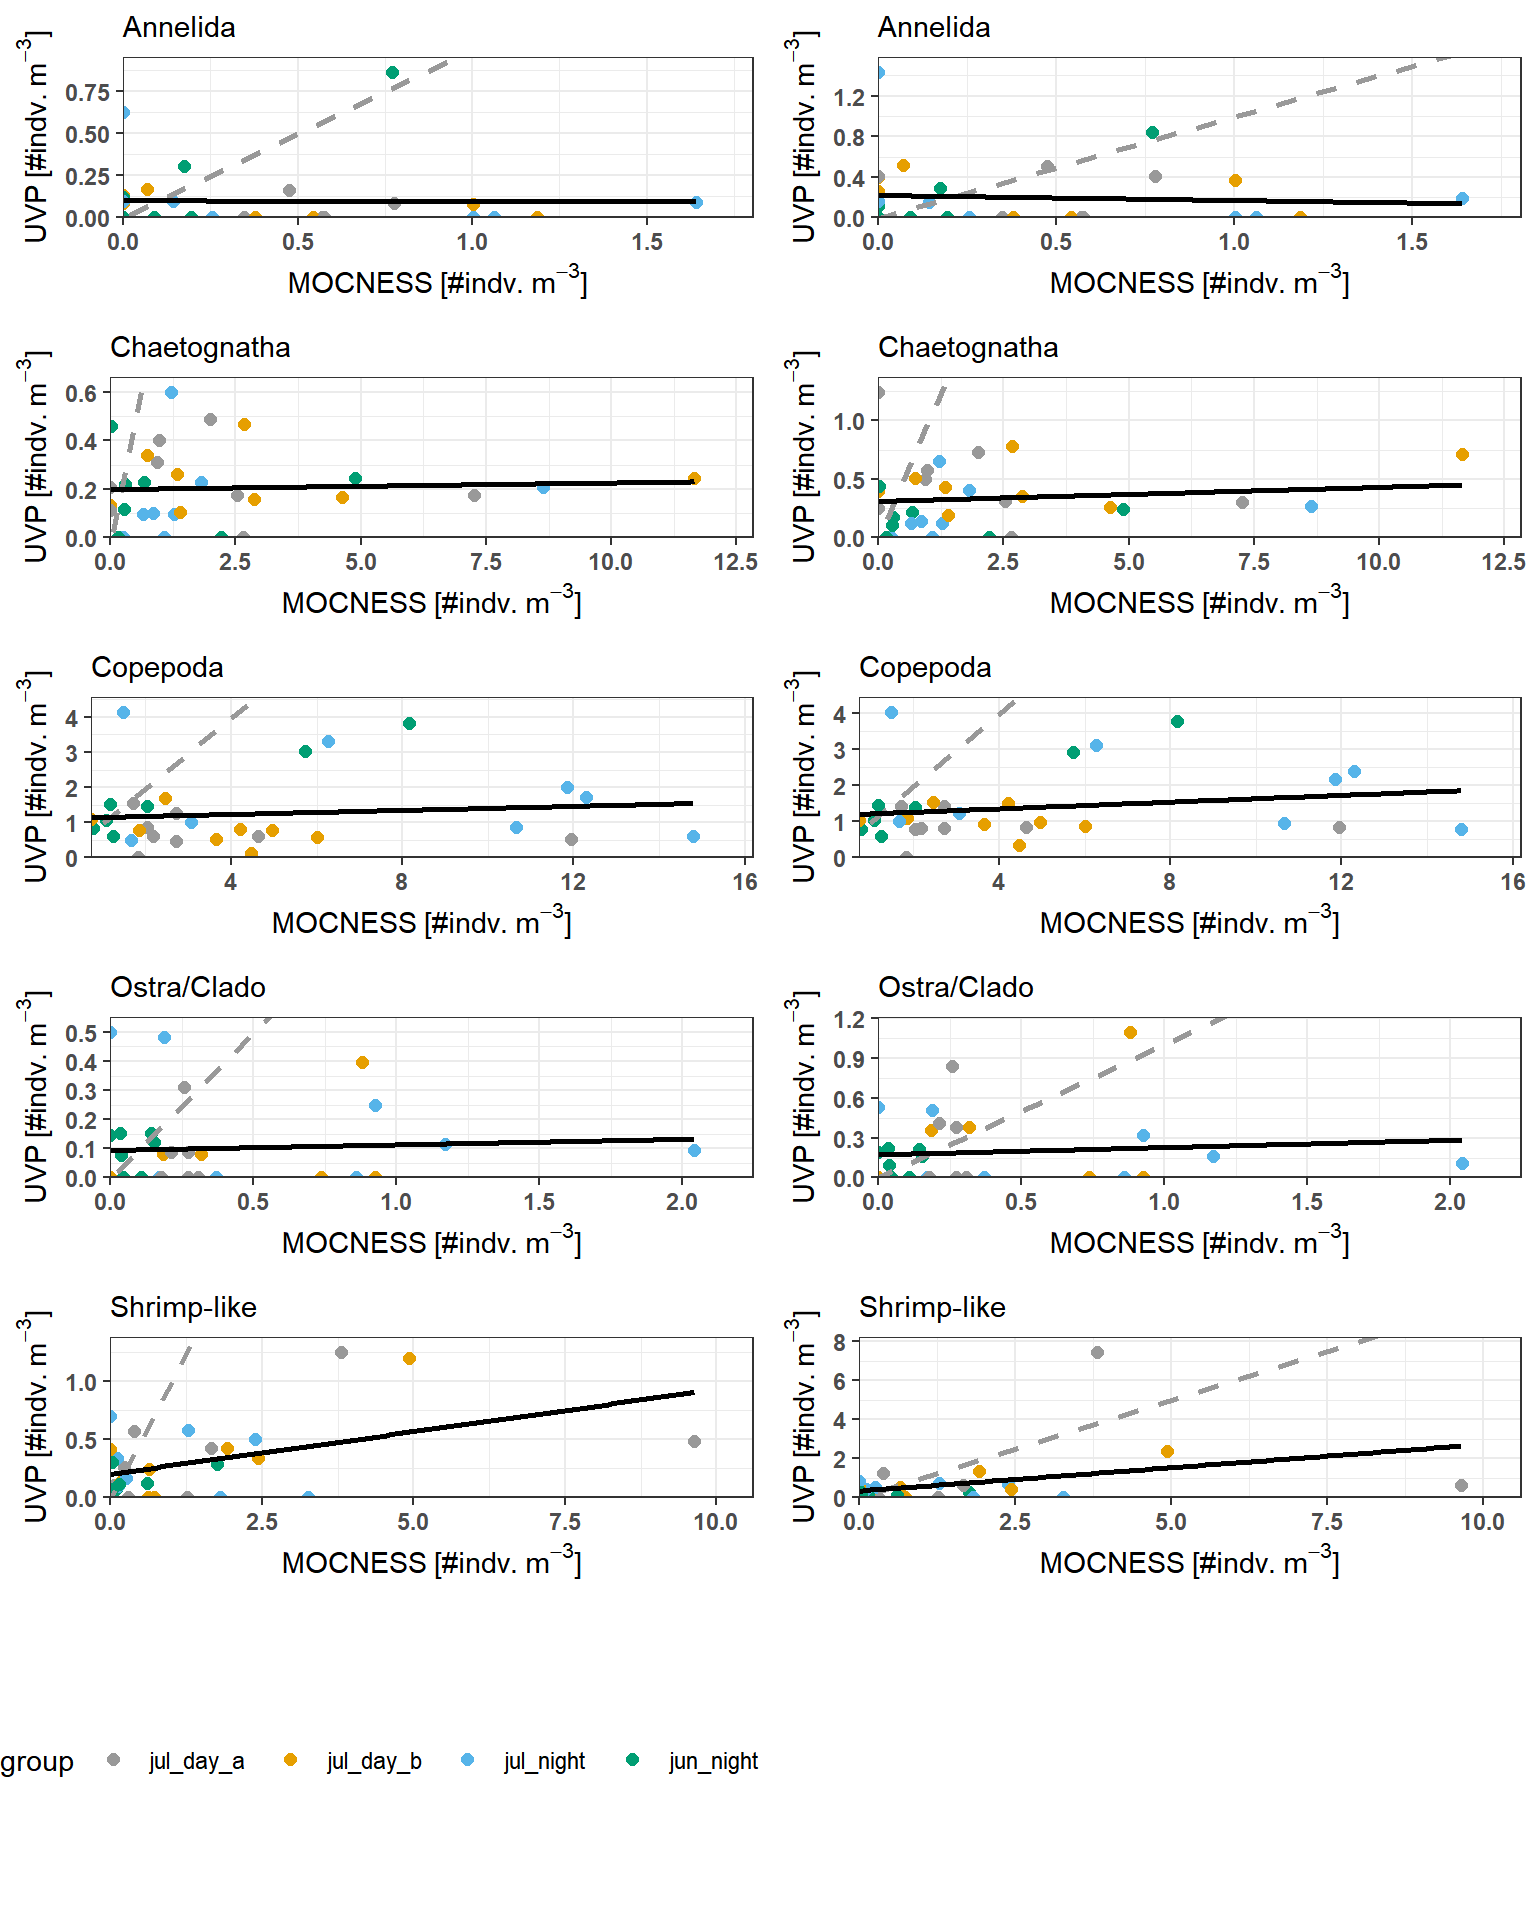 Annelida
UVP [#indv. m⁻³]
0.75
0.50
0.25
0.00
0.0 0.5 1.0 1.5
MOCNESS [#indv. m⁻³]
Annelida
UVP [#indv. m⁻³]
1.2
0.8
0.4
0.0
0.0 0.5 1.0 1.5
MOCNESS [#indv. m⁻³]
Chaetognatha
UVP [#indv. m⁻³]
0.6
0.4
0.2
0.0
0.0 2.5 5.0 7.5 10.0 12.5
MOCNESS [#indv. m⁻³]
Chaetognatha
UVP [#indv. m⁻³]
1.0
0.5
0.0
0.0 2.5 5.0 7.5 10.0 12.5
MOCNESS [#indv. m⁻³]
Copepoda
UVP [#indv. m⁻³]
4
3
2
1
0
4 8 12 16
MOCNESS [#indv. m⁻³]
Copepoda
UVP [#indv. m⁻³]
4
3
2
1
0
4 8 12 16
MOCNESS [#indv. m⁻³]
Ostra/Clado
UVP [#indv. m⁻³]
0.5
0.4
0.3
0.2
0.1
0.0
0.0 0.5 1.0 1.5 2.0
MOCNESS [#indv. m⁻³]
Ostra/Clado
UVP [#indv. m⁻³]
1.2
0.9
0.6
0.3
0.0
0.0 0.5 1.0 1.5 2.0
MOCNESS [#indv. m⁻³]
Shrimp-like
UVP [#indv. m⁻³]
1.0
0.5
0.0
0.0 2.5 5.0 7.5 10.0
MOCNESS [#indv. m⁻³]
Shrimp-like
UVP [#indv. m⁻³]
8
6
4
2
0
0.0 2.5 5.0 7.5 10.0
MOCNESS [#indv. m⁻³]
group jul_day_a jul_day_b jul_night jun_night